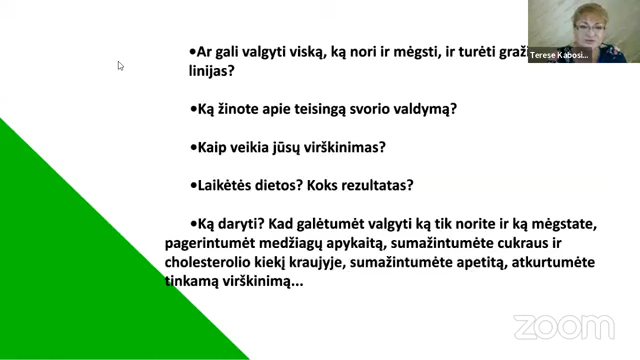 •Ar gali valgyti viską, ką nori ir mėgsti, ir turėti
linijas?
•Ką žinote apie teisingą svorio valdymą?
•Kaip veikia jūsų virškinimas?
•Laikėtės dietos? Koks rezultatas?
•Ką daryti? Kad galėtumėt valgyti ką tik norite ir ką mėgstate,
pagerintumėt medžiagų apykaitą, sumažintumėte cukraus ir
cholesterolio kiekį kraujyje, sumažintumėte apetitą, atkurtumėte
tinkamą virškinimą...
Terese Kabosi...
zoom